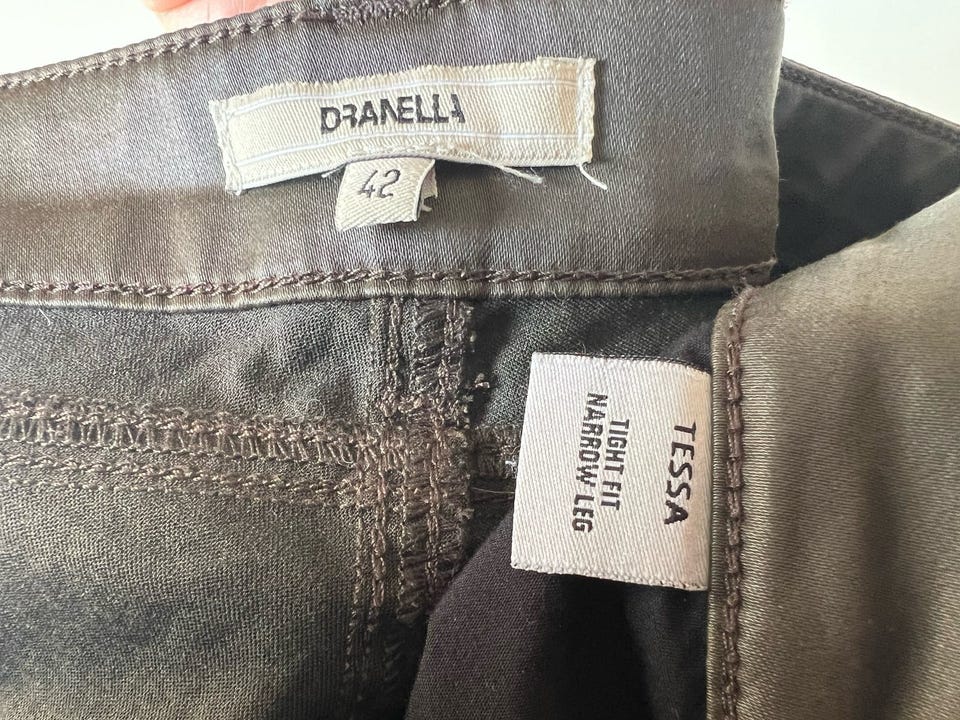 DRANELLA
42
TESSA
TIGHT FIT
NARROW LEG